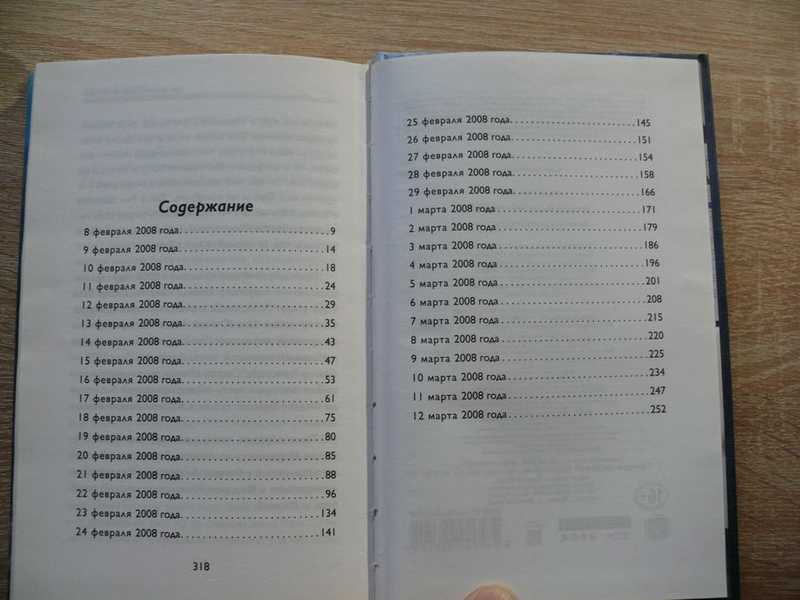 Содержание
8 февраля 2008 года. . . . . . . . . . . . . . . . . . . . . . . . 9
9 февраля 2008 года. . . . . . . . . . . . . . . . . . . . . . . . 14
10 февраля 2008 года. . . . . . . . . . . . . . . . . . . . . . . . 18
11 февраля 2008 года. . . . . . . . . . . . . . . . . . . . . . . . 24
12 февраля 2008 года. . . . . . . . . . . . . . . . . . . . . . . . 29
13 февраля 2008 года. . . . . . . . . . . . . . . . . . . . . . . . 35
14 февраля 2008 года. . . . . . . . . . . . . . . . . . . . . . . . 43
15 февраля 2008 года. . . . . . . . . . . . . . . . . . . . . . . . 47
16 февраля 2008 года. . . . . . . . . . . . . . . . . . . . . . . . 53
17 февраля 2008 года. . . . . . . . . . . . . . . . . . . . . . . . 61
18 февраля 2008 года. . . . . . . . . . . . . . . . . . . . . . . . 75
19 февраля 2008 года. . . . . . . . . . . . . . . . . . . . . . . . 80
20 февраля 2008 года. . . . . . . . . . . . . . . . . . . . . . . . 85
21 февраля 2008 года. . . . . . . . . . . . . . . . . . . . . . . . 88
22 февраля 2008 года. . . . . . . . . . . . . . . . . . . . . . . . 96
23 февраля 2008 года. . . . . . . . . . . . . . . . . . . . . . . . 134
24 февраля 2008 года. . . . . . . . . . . . . . . . . . . . . . . . 141
318
25 февраля 2008 года. . . . . . . . . . . . . . . . . . . . . 145
26 февраля 2008 года. . . . . . . . . . . . . . . . . . . . . 151
27 февраля 2008 года. . . . . . . . . . . . . . . . . . . . . 154
28 февраля 2008 года. . . . . . . . . . . . . . . . . . . . . 158
29 февраля 2008 года. . . . . . . . . . . . . . . . . . . . . 166
1 марта 2008 года . . . . . . . . . . . . . . . . . . . . . . . . 171
2 марта 2008 года . . . . . . . . . . . . . . . . . . . . . . . . 179
3 марта 2008 года . . . . . . . . . . . . . . . . . . . . . . . . 186
4 марта 2008 года . . . . . . . . . . . . . . . . . . . . . . . . 196
5 марта 2008 года . . . . . . . . . . . . . . . . . . . . . . . . 201
6 марта 2008 года . . . . . . . . . . . . . . . . . . . . . . . . 208
7 марта 2008 года . . . . . . . . . . . . . . . . . . . . . . . . 215
8 марта 2008 года . . . . . . . . . . . . . . . . . . . . . . . . 220
9 марта 2008 года . . . . . . . . . . . . . . . . . . . . . . . . 225
10 марта 2008 года . . . . . . . . . . . . . . . . . . . . . . . 234
11 марта 2008 года . . . . . . . . . . . . . . . . . . . . . . . 247
12 марта 2008 года . . . . . . . . . . . . . . . . . . . . . . . 252